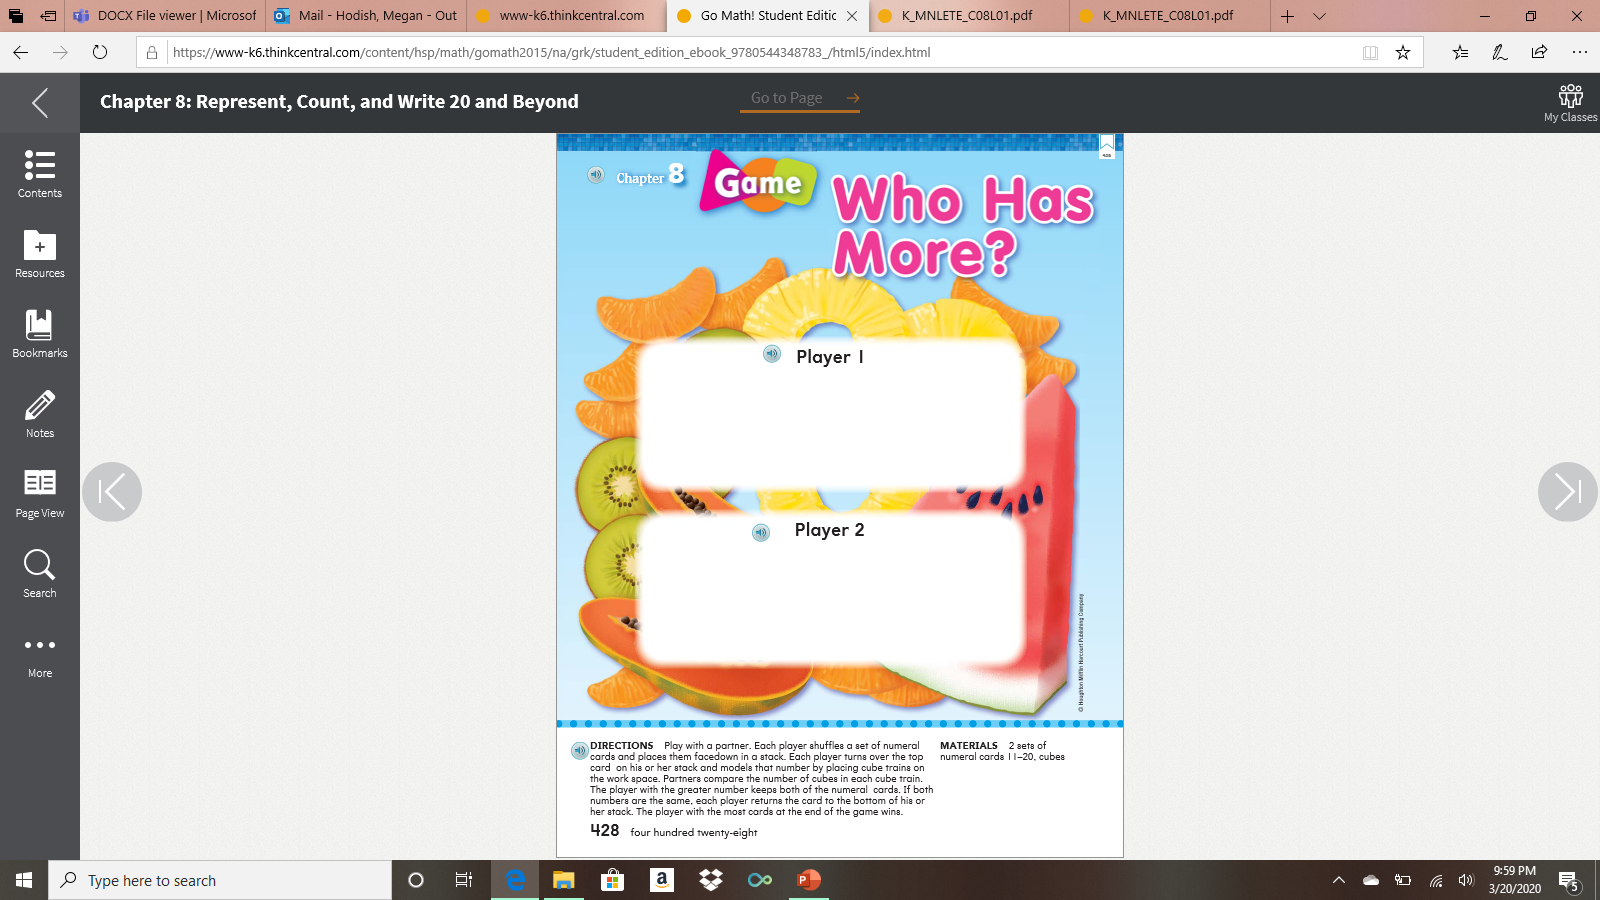 DOCX File viewer | Microsof
Mail - Hodish, Megan - Out
www-k6.thinkcentral.com
Go Math! Student Editic
K_MNLETE_C08L01.pdf
K_MNLETE_C08L01.pdf
https://www-k6.thinkcentral.com/content/hsp/math/gomath2015/na/grk/student_edition_ebook_9780544348783_/html5/index.html
Chapter 8: Represent, Count, and Write 20 and Beyond
Go to Page
My Classes
Contents
Resources
Bookmarks
Notes
Page View
Search
More
428
Chapter 8
Game
Who Has
More?
Player 1
Player 2
© Houghton Mifflin Harcourt Publishing Company
DIRECTIONS Play with a partner. Each player shuffles a set of numeral
cards and places them facedown in a stack. Each player turns over the top
card on his or her stack and models that number by placing cube trains on
the work space. Partners compare the number of cubes in each cube train.
The player with the greater number keeps both of the numeral cards. If both
numbers are the same, each player returns the card to the bottom of his or
her stack. The player with the most cards at the end of the game wins.
MATERIALS 2 sets of
numeral cards 11–20, cubes
428 four hundred twenty-eight
Type here to search
9:59 PM
3/20/2020
5